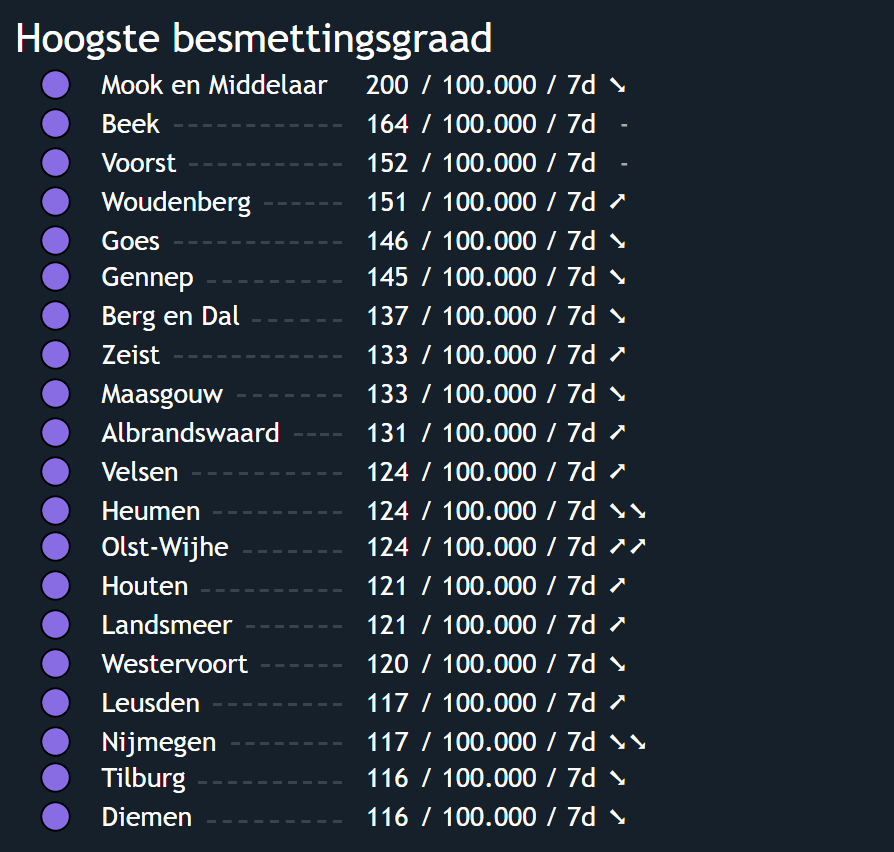 Hoogste besmettingsgraad
Mook en Middelaar 200 / 100.000 / 7d ➘
Beek 164 / 100.000 / 7d -
Voorst 152 / 100.000 / 7d -
Woudenberg 151 / 100.000 / 7d ➚
Goes 146 / 100.000 / 7d ➘
Gennep 145 / 100.000 / 7d ➘
Berg en Dal 137 / 100.000 / 7d ➘
Zeist 133 / 100.000 / 7d ➚
Maasgouw 133 / 100.000 / 7d ➘
Albrandswaard 131 / 100.000 / 7d ➚
Velsen 124 / 100.000 / 7d ➚
Heumen 124 / 100.000 / 7d ➘➘
Olst-Wijhe 124 / 100.000 / 7d ➚➚
Houten 121 / 100.000 / 7d ➚
Landsmeer 121 / 100.000 / 7d ➚
Westervoort 120 / 100.000 / 7d ➘
Leusden 117 / 100.000 / 7d ➚
Nijmegen 117 / 100.000 / 7d ➘➘
Tilburg 116 / 100.000 / 7d ➘
Diemen 116 / 100.000 / 7d ➘